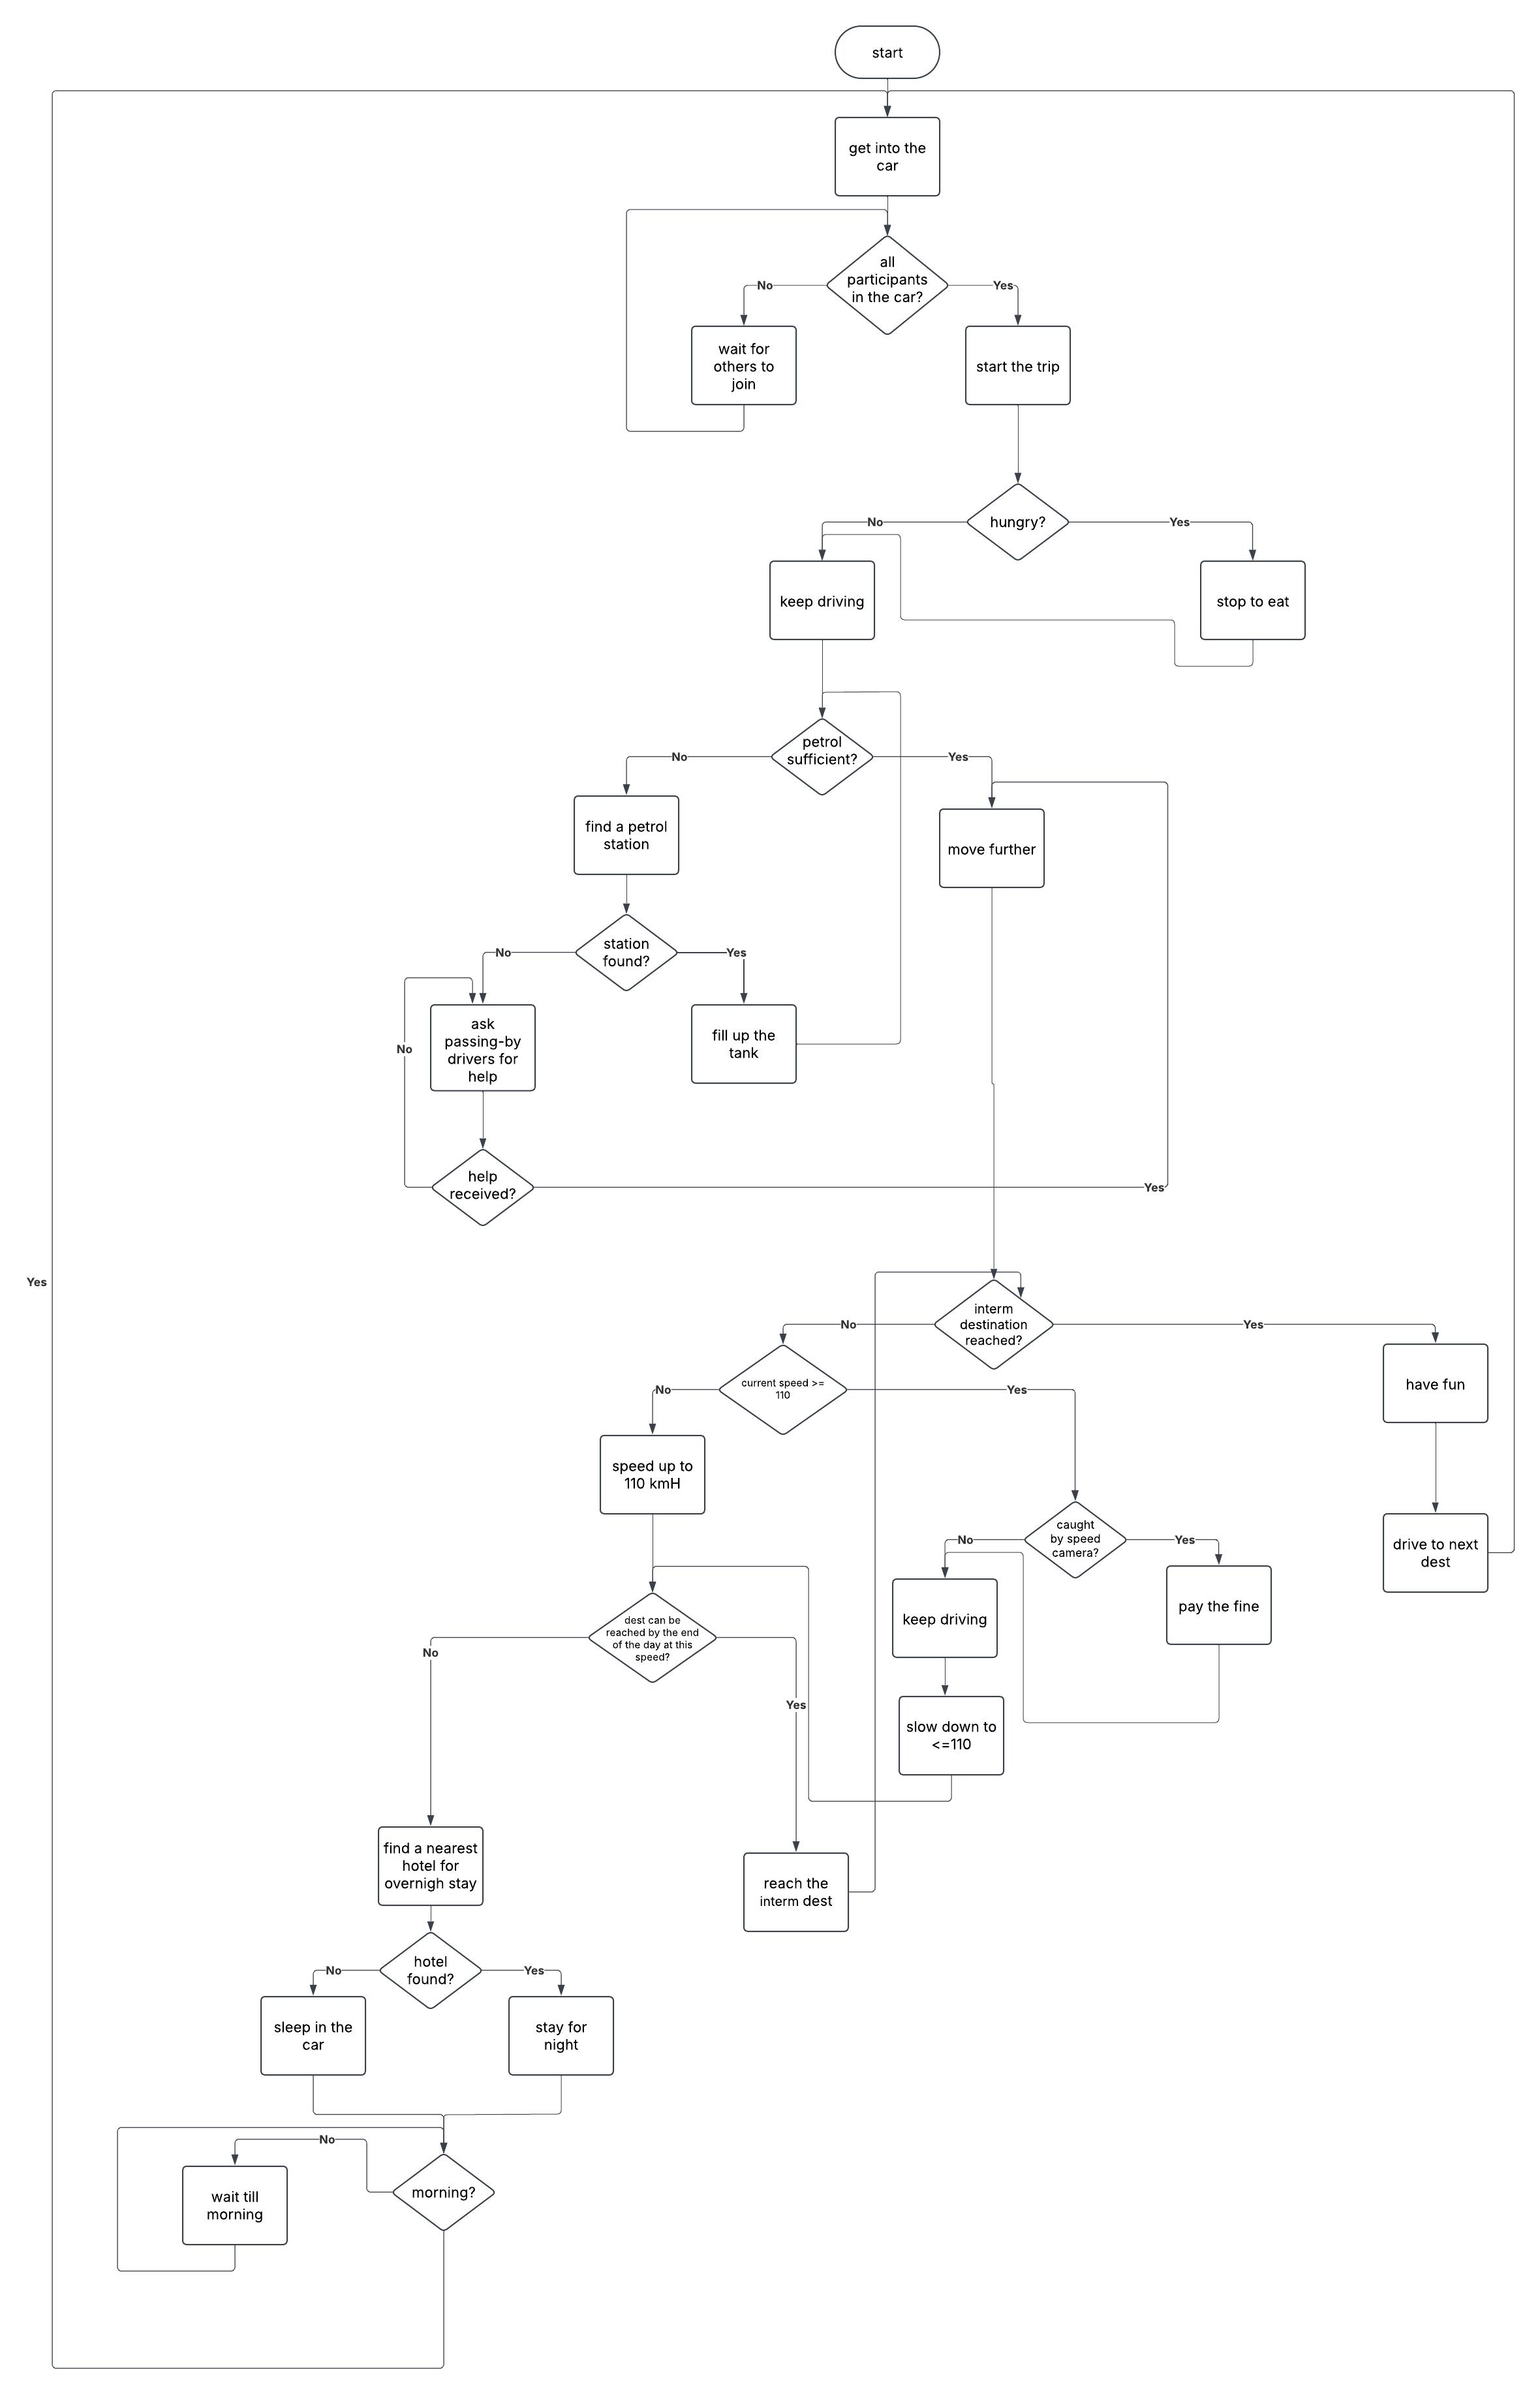 start
get into the
car
all
participants
in the car?
No
Yes
wait for
others to
join
start the trip
hungry?
No
Yes
keep driving
stop to eat
petrol
sufficient?
No
Yes
find a petrol
station
move further
station
found?
No
Yes
ask
passing-by
drivers for
help
fill up the
tank
No
help
received?
Yes
Yes
interm
destination
reached?
No
Yes
current speed >=
110
No
Yes
have fun
speed up to
110 kmH
caught
by speed
camera?
No
Yes
drive to next
dest
keep driving
pay the fine
dest can be
reached by the end
of the day at this
speed?
No
Yes
slow down to
<=110
find a nearest
hotel for
overnigh stay
reach the
interm dest
hotel
found?
No
Yes
sleep in the
car
stay for
night
No
morning?
wait till
morning